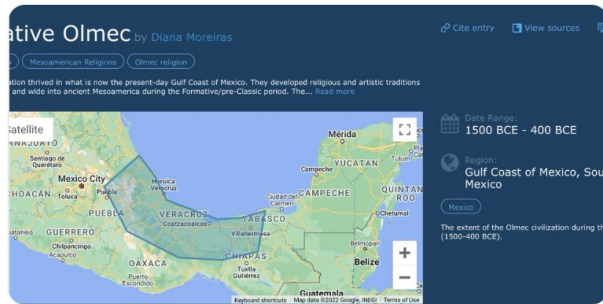 ative Olmec by Diana Moreiras
Cite entry View sources
Mesoamerican Religions Olmec religion
ation thrived in what is now the present-day Gulf Coast of Mexico. They developed religious and artistic traditions
and wide into ancient Mesoamerica during the Formative/pre-Classic period. The... Read more
Satellite
Date Range:
1500 BCE - 400 BCE
Region:
Gulf Coast of Mexico, Sou
Mexico
Mexico
The extent of the Olmec civilization during th
(1500-400 BCE).
GUANAJUATO
Santiago de
Querétaro
Mexico City
Toluca
Puebla
PUEBLA
Heroica
Veracruz
VERACRUZ
Coatzacoalcos
TABASCO
Villahermosa
Ciudad del
Carmen
CAMPECHE
Campeche
Mérida
YUCATAN
Tulum
QUINTAN
ROO
Chetumal
Belmopan
Belize
CHIAPAS
Tuxtla
Gutiérrez
OAXACA
Puerto
Escondido
GUERRERO
Chilpancingo
Acapulco
Guatemala
Keyboard shortcuts Map data ©2022 Google, INEGI Terms of Use